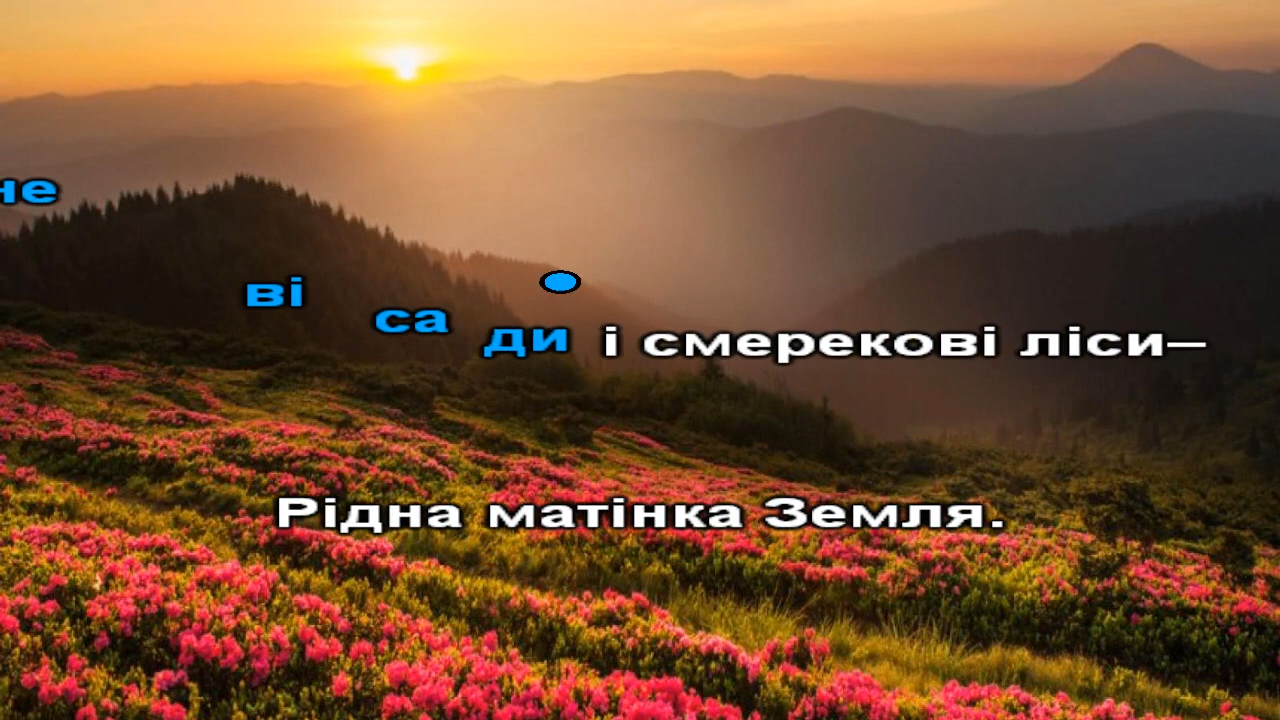 не
ві са ди і смерекові ліси–
Рідна матінка Земля.